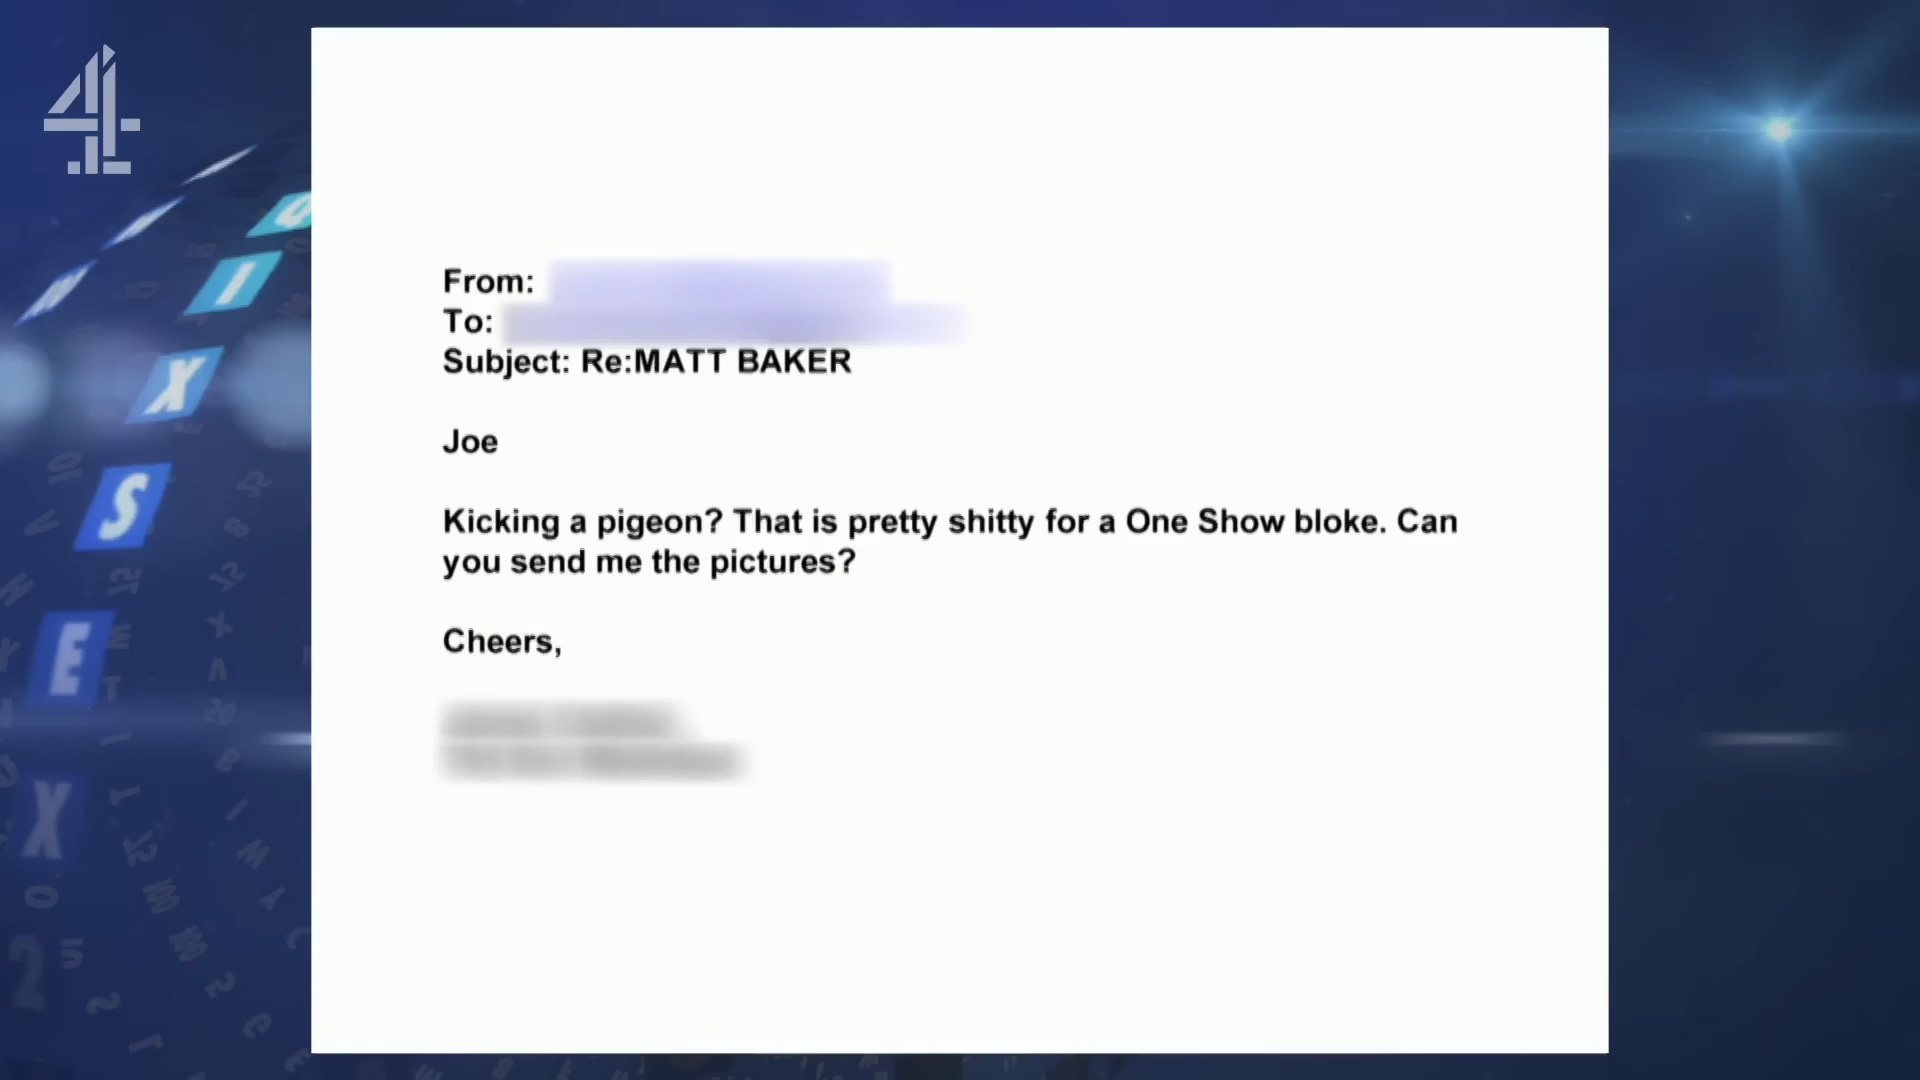 4
Q
I
X
S
E
X
From:
To:
Subject: Re:MATT BAKER
Joe
Kicking a pigeon? That is pretty shitty for a One Show bloke. Can
you send me the pictures?
Cheers,